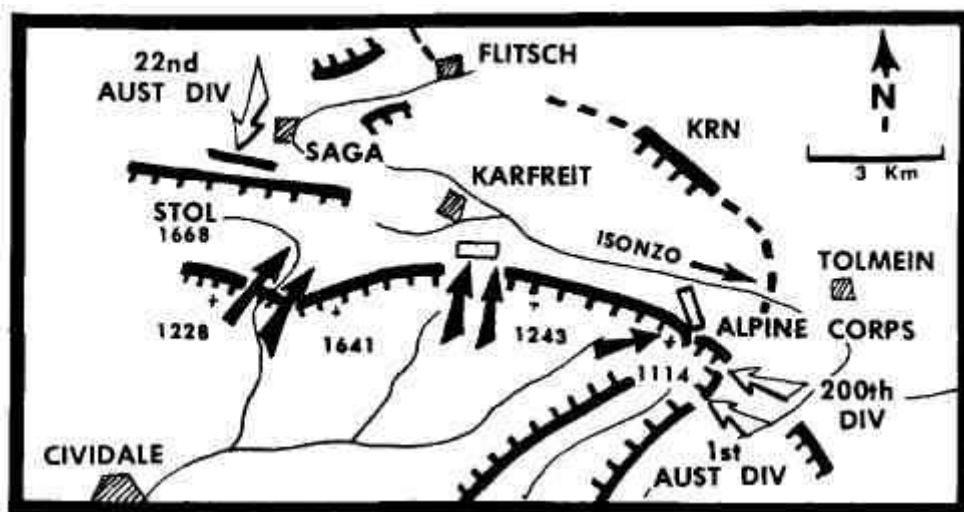 FLITSCH
22nd
AUST DIV
N
KRN
SAGA
3 Km
KARFREIT
STOL
1668
ISONZO
TOLMEIN
1228
1641
1243
ALPINE CORPS
1114
200th
DIV
1st
AUST DIV
CIVIDALE